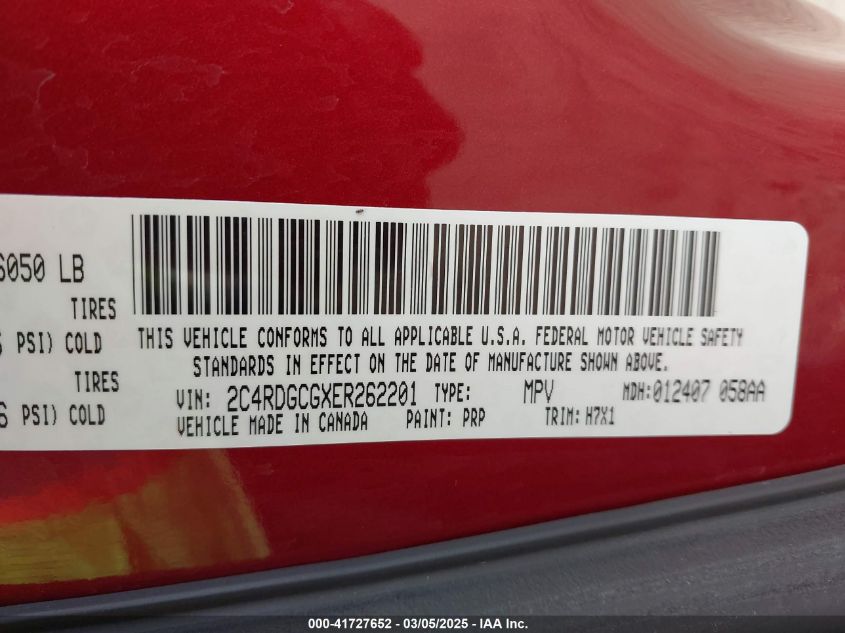 6050 LB
TIRES
PSI) COLD
PSI) COLD
THIS VEHICLE CONFORMS TO ALL APPLICABLE U.S.A. FEDERAL MOTOR VEHICLE SAFETY
STANDARDS IN EFFECT ON THE DATE OF MANUFACTURE SHOWN ABOVE.
VIN: 2C4RDGCGXER262201 TYPE: MPV MDH:012407 058AA
VEHICLE MADE IN CANADA PAINT: PRP TRIM: H7X1
000-41727652 - 03/05/2025 - IAA Inc.